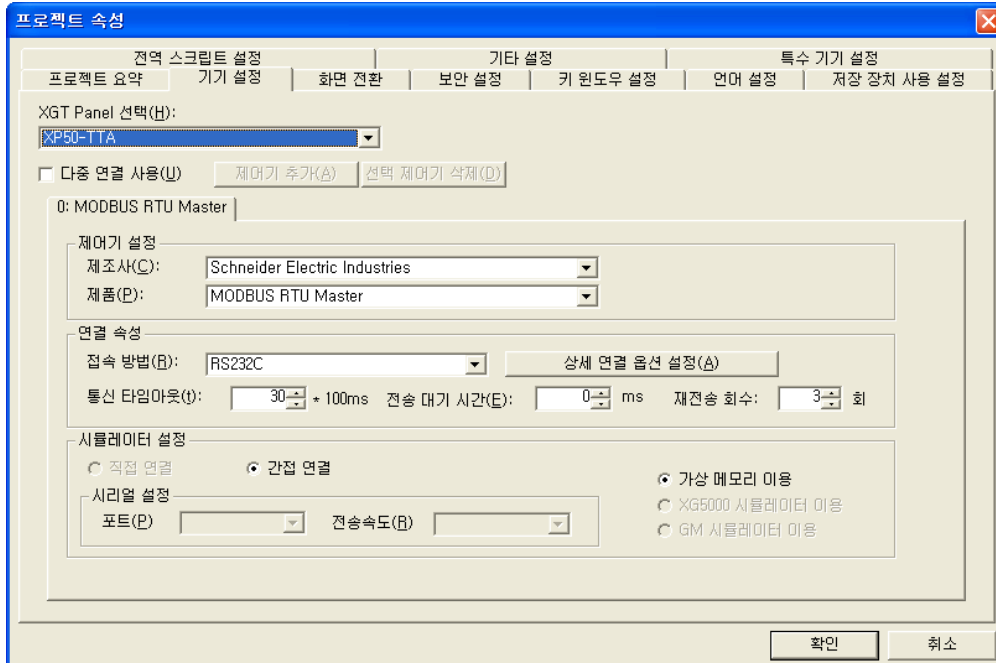 프로젝트 속성
전역 스크립트 설정 기타 설정 특수 기기 설정
프로젝트 요약 기기 설정 화면 전환 보안 설정 키 윈도우 설정 언어 설정 저장 장치 사용 설정
XGT Panel 선택(H):
XP50-TTA
다중 연결 사용(U) 제어기 추가(A) 선택 제어기 삭제(D)
0: MODBUS RTU Master
제어기 설정
제조사(C): Schneider Electric Industries
제품(P): MODBUS RTU Master
연결 속성
접속 방법(R): RS232C 상세 연결 옵션 설정(A)
통신 타임아웃(t): 30 * 100ms 전송 대기 시간(E): 0 ms 재전송 회수: 3 회
시뮬레이터 설정
직접 연결 간접 연결
가상 메모리 이용
시리얼 설정
XG5000 시뮬레이터 이용
포트(P) 전송속도(R)
GM 시뮬레이터 이용
확인 취소